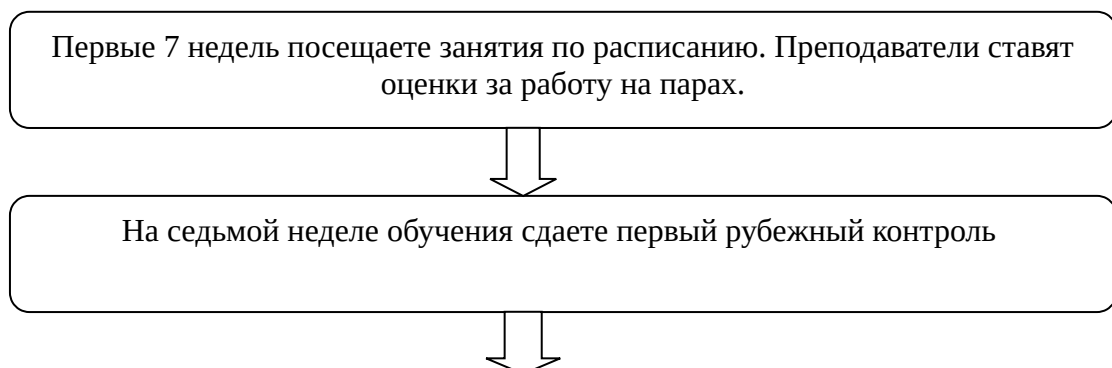 Первые 7 недель посещаете занятия по расписанию. Преподаватели ставят
оценки за работу на парах.
На седьмой неделе обучения сдаете первый рубежный контроль